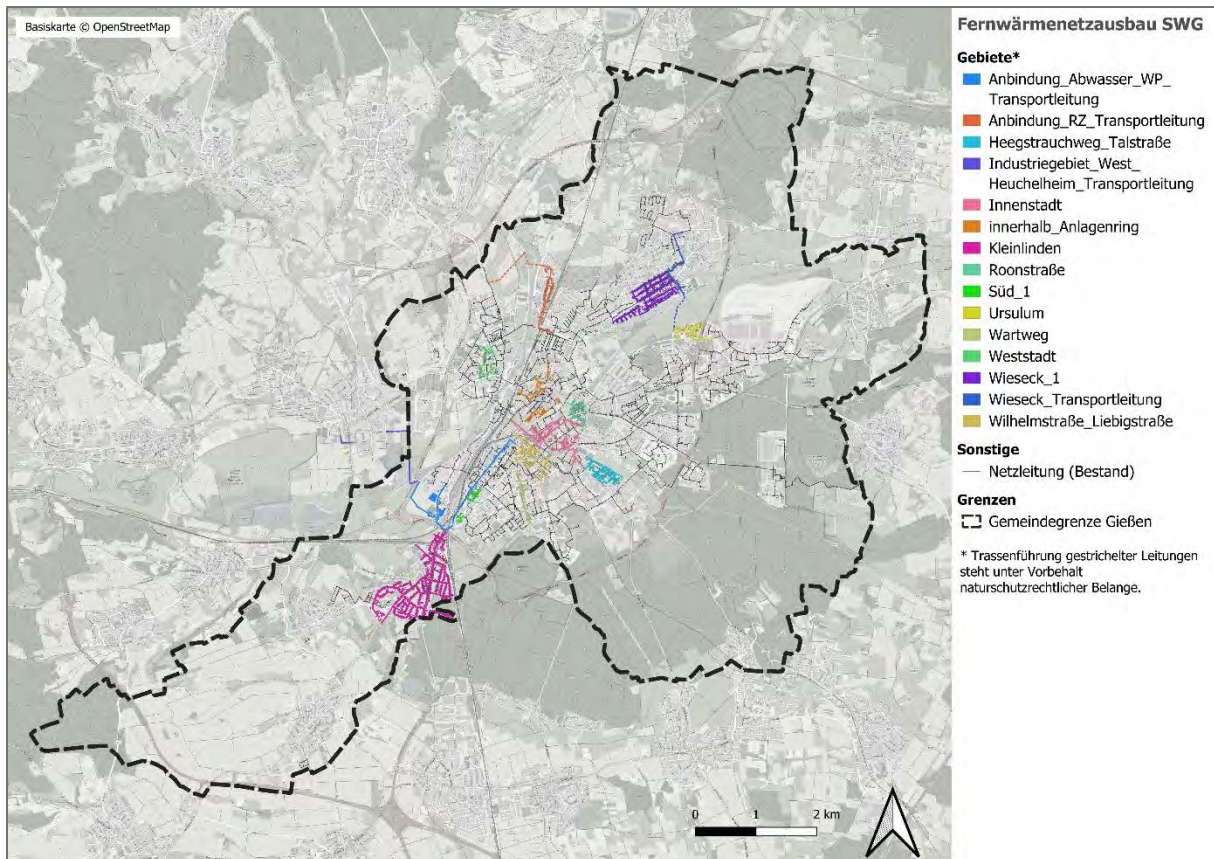 Basiskarte © OpenStreetMap
Fernwärmenetzausbau SWG
Gebiete*
Anbindung_Abwasser_WP_
Transportleitung
Anbindung_RZ_Transportleitung
Heegstrauchweg_Talstraße
Industriegebiet_West_
Heuchelheim_Transportleitung
Innenstadt
innerhalb_Anlagenring
Kleinlinden
Roonstraße
Süd_1
Ursulum
Wartweg
Weststadt
Wieseck_1
Wieseck_Transportleitung
Wilhelmstraße_Liebigstraße
Sonstige
Netzleitung (Bestand)
Grenzen
Gemeindegrenze Gießen
* Trassenführung gestrichelter Leitungen
steht unter Vorbehalt
naturschutzrechtlicher Belange.
0 1 2 km